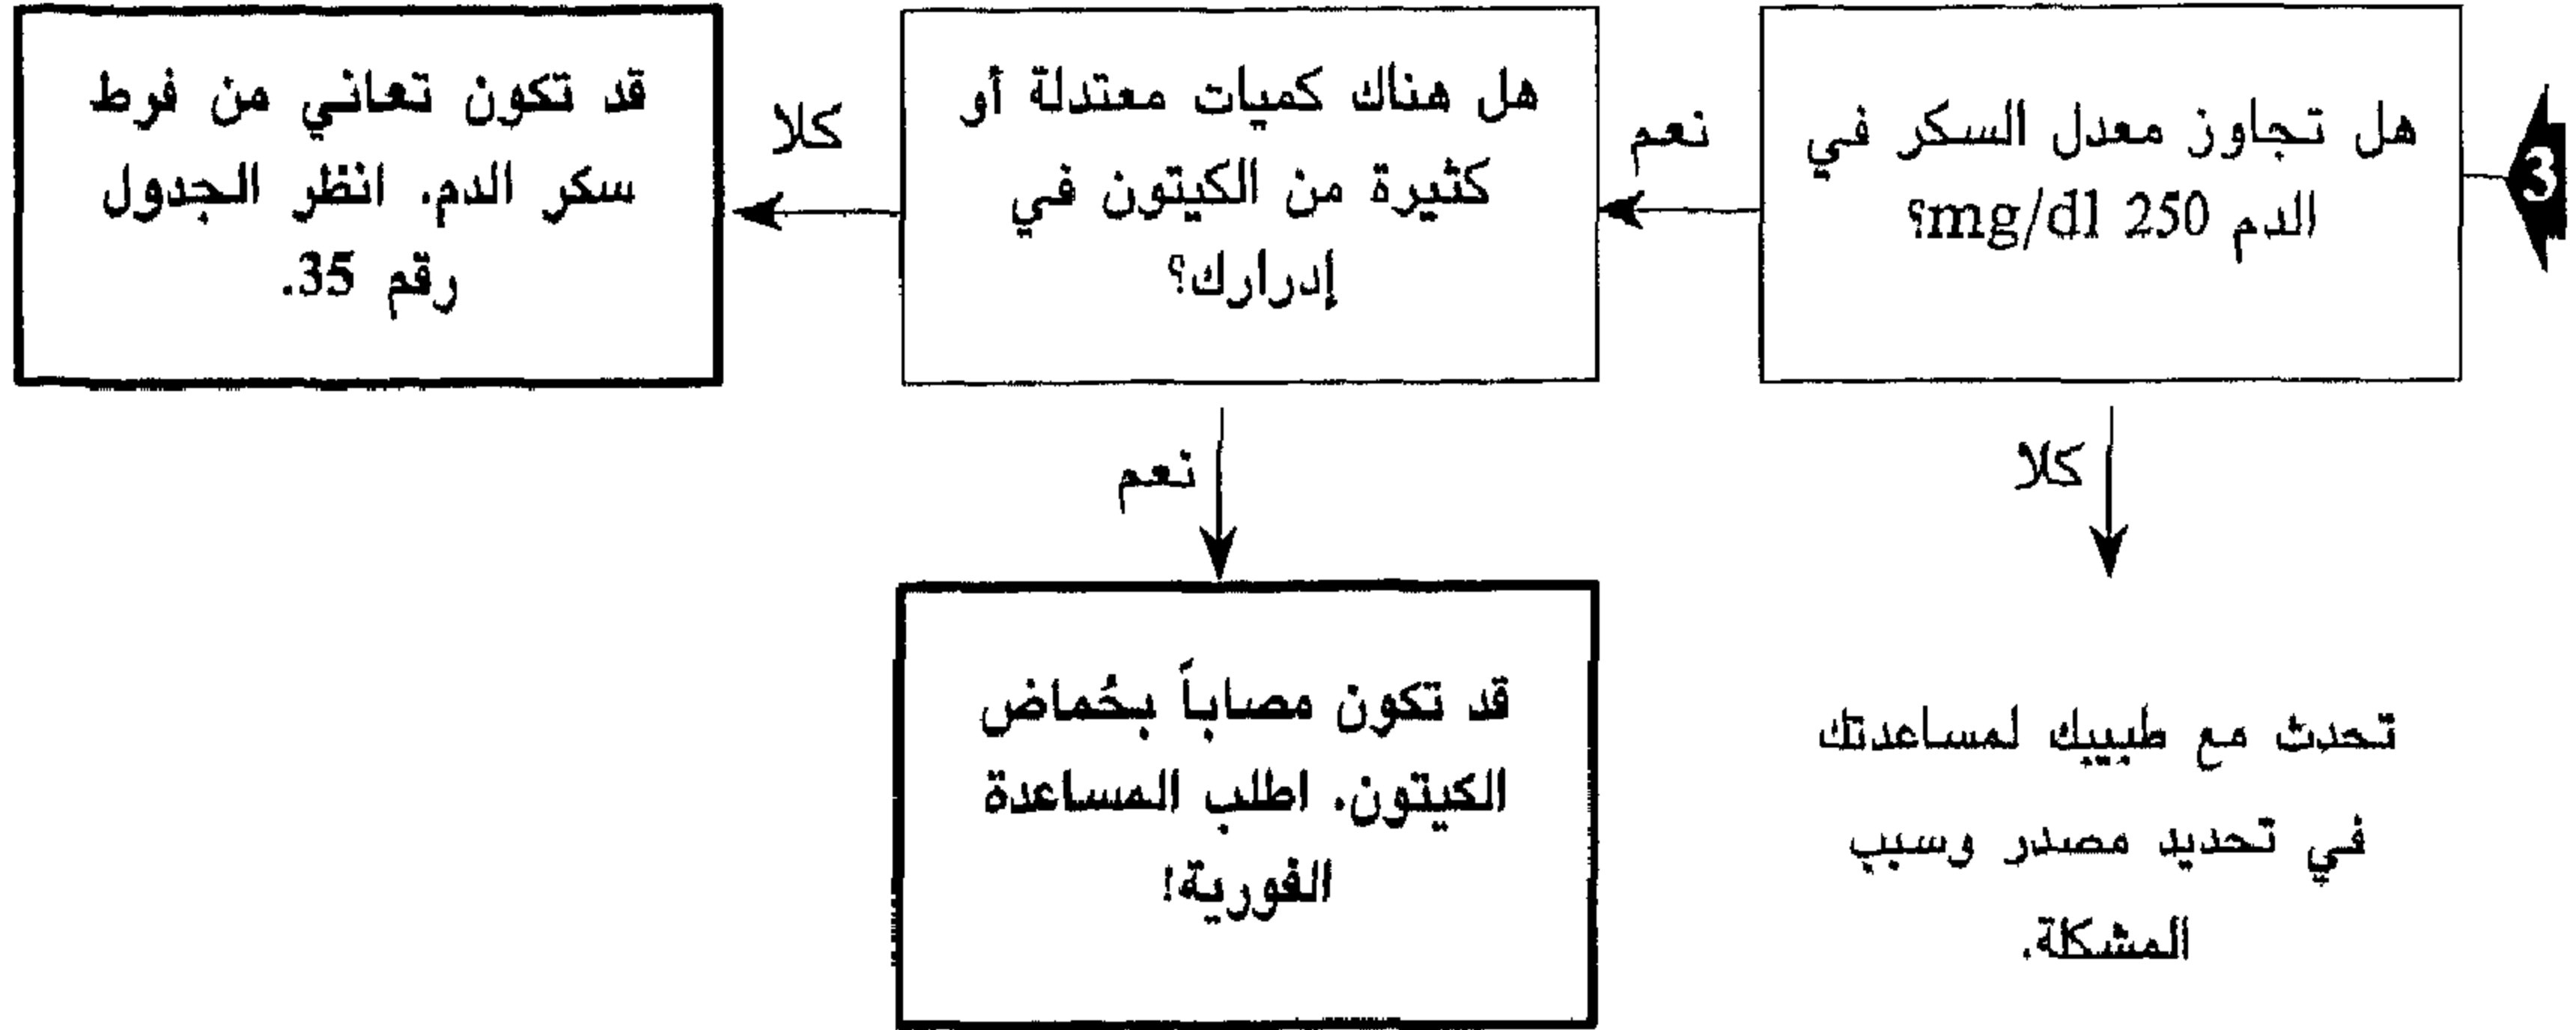 3
هل تجاوز معدل السكر في
الدم 250 mg/dl؟
نعم
هل هناك كميات معتدلة أو
كثيرة من الكيتون في
إدرارك؟
كلا
قد تكون تعاني من فرط
سكر الدم. انظر الجدول
رقم 35.
كلا
نعم
تحدث مع طبيبك لمساعدتك
في تحديد مصدر وسبب
المشكلة.
قد تكون مصاباً بحُماض
الكيتون. اطلب المساعدة
الفورية!